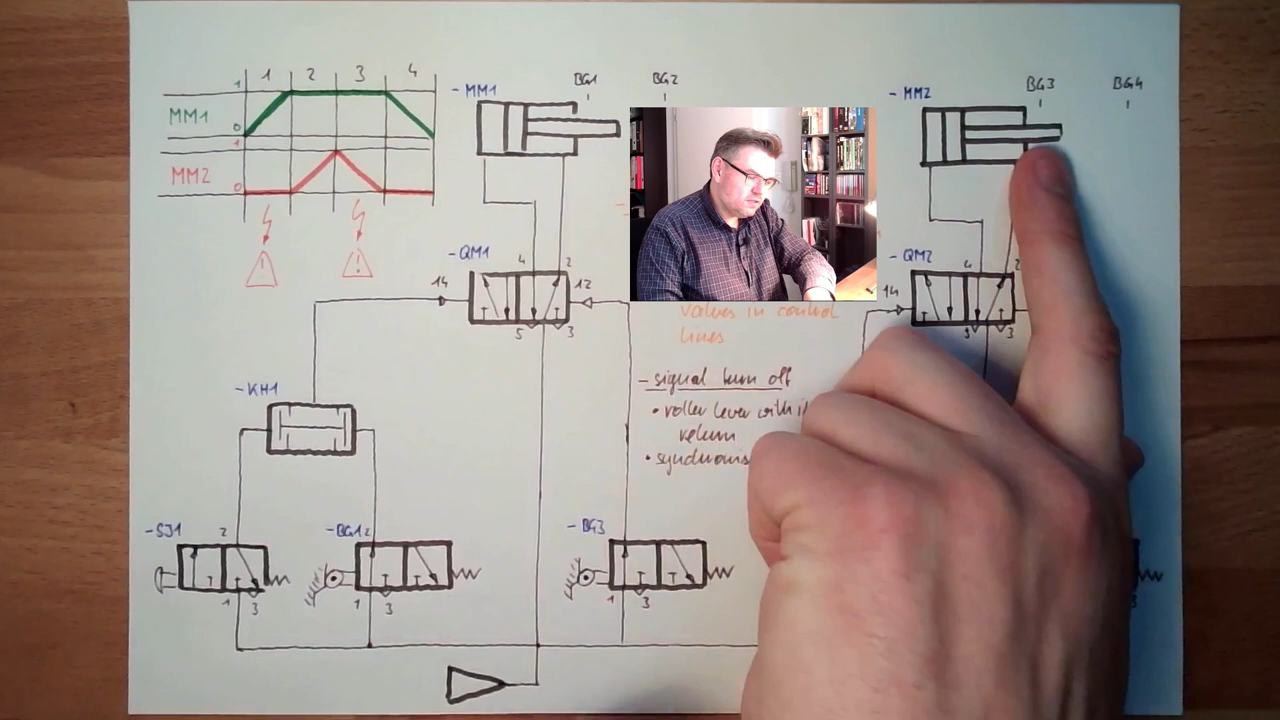 1 2 3 4
1
MM1
0
1
MM2
0
! !
-MM1 BG1 BG2
-MM2 BG3 BG4
-QM1 4 2
14 12
5 3
-QM2 4 2
14
5 3
valves in control
lines
- signal turn off
• roller lever with
return
-KH1
-SJ1 2
1 3
-BG1 2
1 3
-BG3
1 3
3